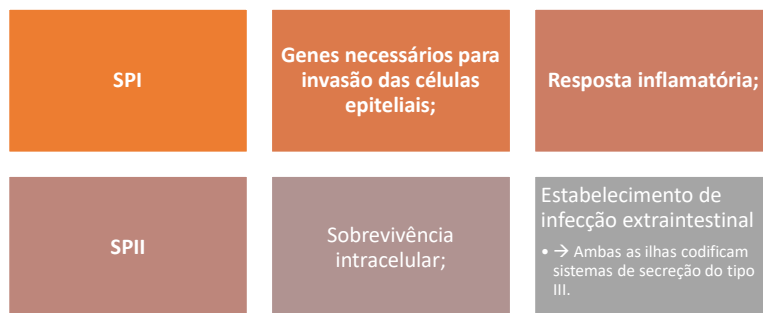 SPI
Genes necessários para
invasão das células
epiteliais;
Resposta inflamatória;
SPII
Sobrevivência
intracelular;
Estabelecimento de
infecção extraintestinal
• → Ambas as ilhas codificam
sistemas de secreção do tipo
III.